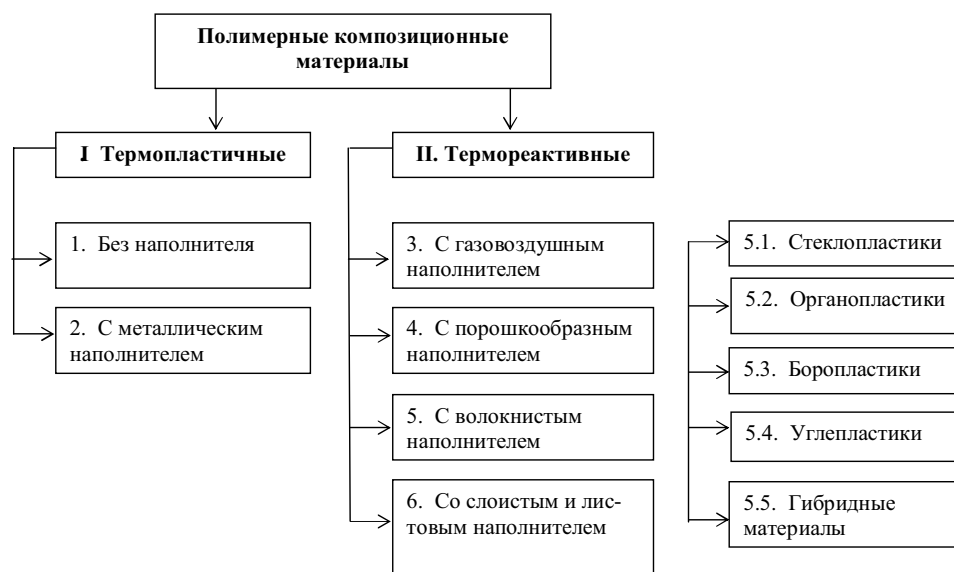 Полимерные композиционные
материалы
.I Термопластичные
II. Термореактивные
1. Без наполнителя
2. С металлическим
наполнителем
3. С газовоздушным
наполнителем
4. С порошкообразным
наполнителем
5. С волокнистым
наполнителем
6. Со слоистым и лис-
товым наполнителем
5.1. Стеклопластики
5.2. Органопластики
5.3. Боропластики
5.4. Углепластики
5.5. Гибридные
материалы